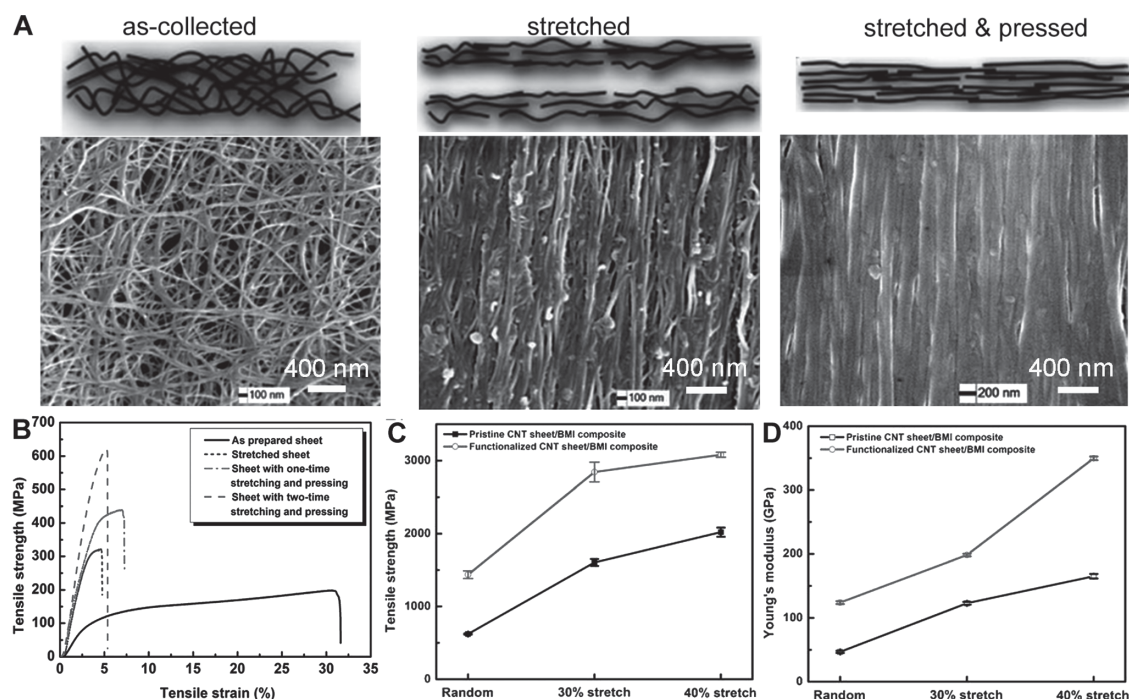 A
as-collected
stretched
stretched & pressed
400 nm
100 nm
400 nm
100 nm
400 nm
200 nm
B
700
600
500
400
300
200
100
0
Tensile strength (MPa)
As prepared sheet
Stretched sheet
Sheet with one-time
stretching and pressing
Sheet with two-time
stretching and pressing
0
5
10
15
20
25
30
35
Tensile strain (%)
C
Pristine CNT sheet/BMI composite
Functionalized CNT sheet/BMI composite
3000
2000
1000
0
Tensile strength (MPa)
Random
30% stretch
40% stretch
D
400
350
300
250
200
150
100
50
0
Young's modulus (GPa)
Pristine CNT sheet/BMI composite
Functionalized CNT sheet/BMI composite
Random
30% stretch
40% stretch